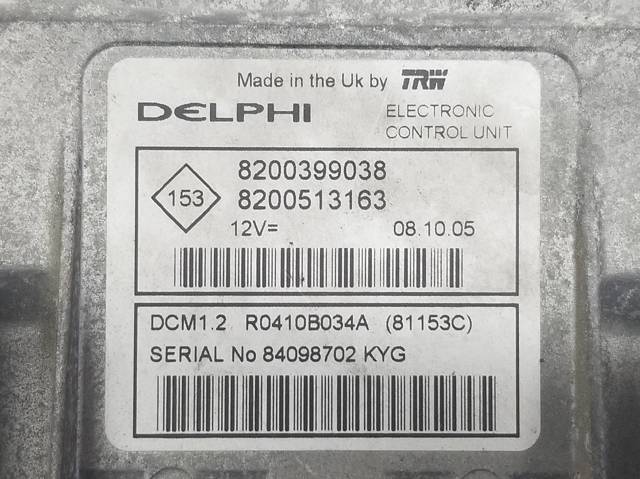 Made in the Uk by TRW
DELPHI
ELECTRONIC
CONTROL UNIT
153
8200399038
8200513163
12V=
08.10.05
DCM1.2 R0410B034A (81153C)
SERIAL No 84098702 KYG